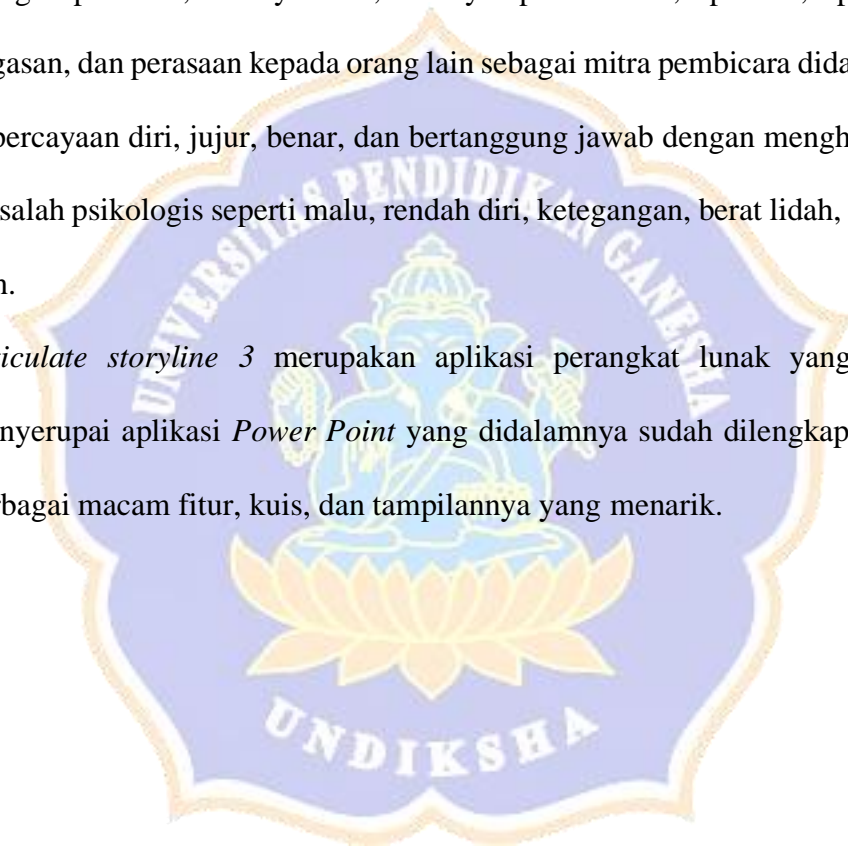 gasan, dan perasaan kepada orang lain sebagai mitra pembicara dida
percayaan diri, jujur, benar, dan bertanggung jawab dengan mengh
salah psikologis seperti malu, rendah diri, ketegangan, berat lidah,
n.
iculate storyline 3 merupakan aplikasi perangkat lunak yang
nyerupai aplikasi Power Point yang didalamnya sudah dilengkap
rbagai macam fitur, kuis, dan tampilannya yang menarik.
UNIVERSITAS PENDIDIKAN GANESHA
UNDIKSHA